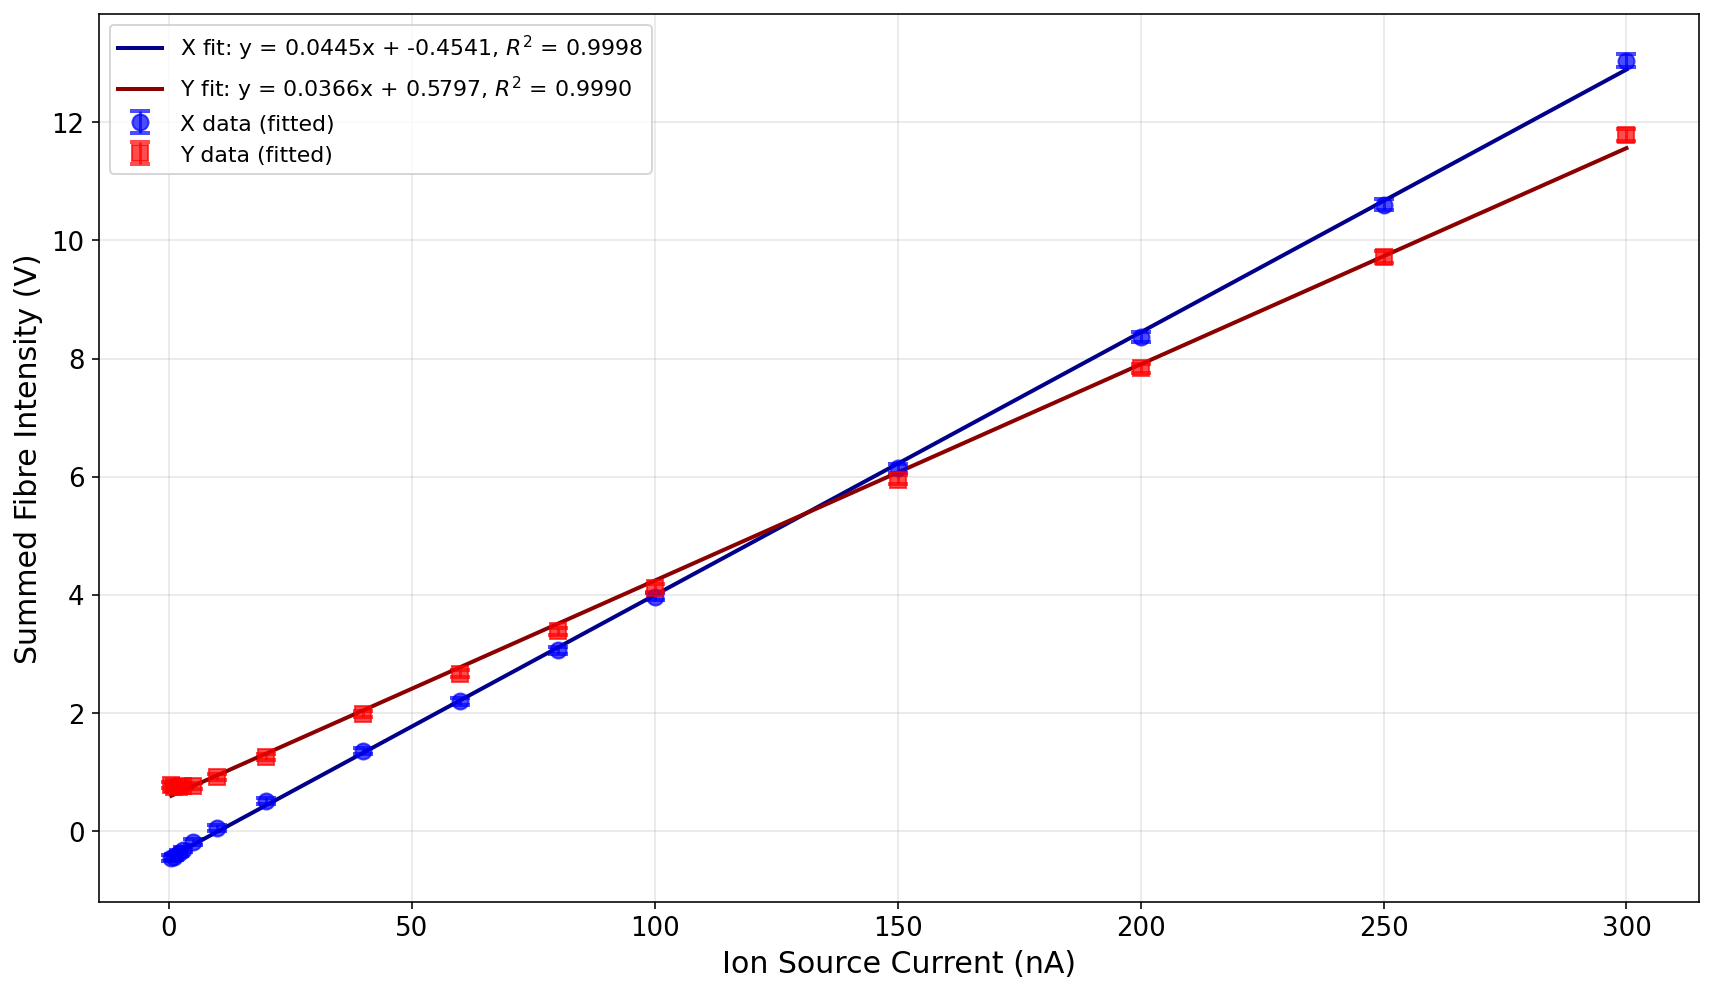 X fit: y = 0.0445x + -0.4541, R² = 0.9998
Y fit: y = 0.0366x + 0.5797, R² = 0.9990
X data (fitted)
Y data (fitted)
12
10
8
6
4
2
0
Summed Fibre Intensity (V)
0 50 100 150 200 250 300
Ion Source Current (nA)